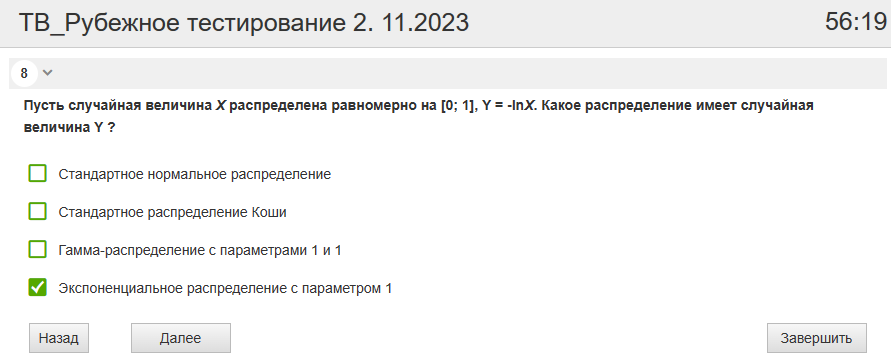 ТВ_Рубежное тестирование 2. 11.2023
56:19
8
Пусть случайная величина X распределена равномерно на [0; 1], Y = -lnX. Какое распределение имеет случайная
величина Y ?
Стандартное нормальное распределение
Стандартное распределение Коши
Гамма-распределение с параметрами 1 и 1
Экспоненциальное распределение с параметром 1
Назад
Далее
Завершить